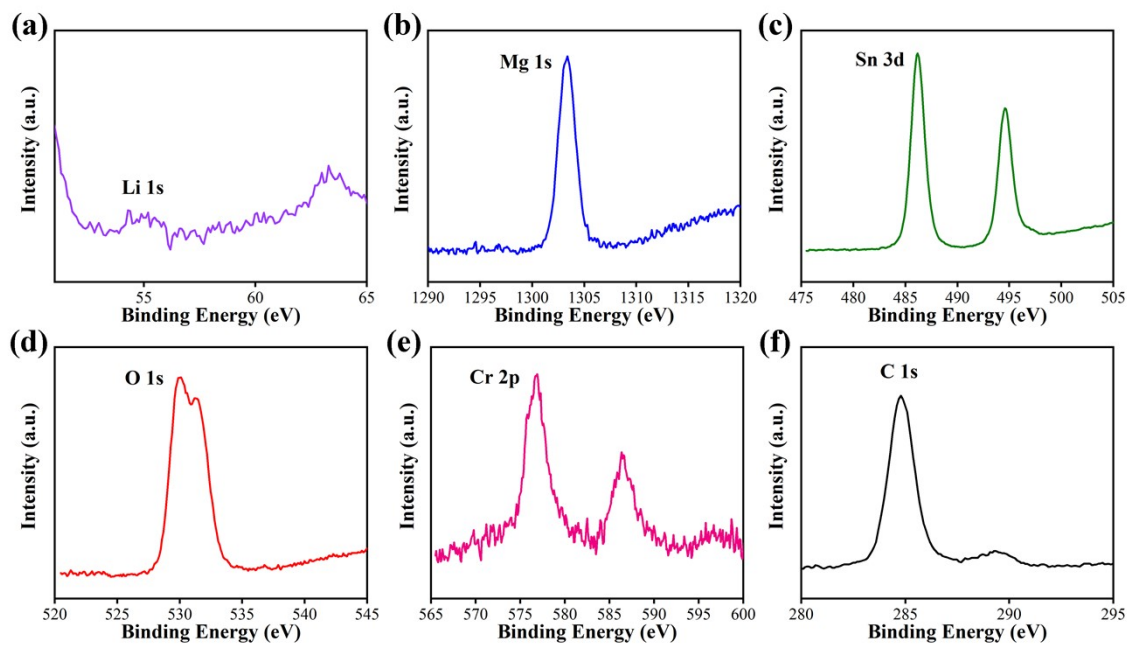 (a)
Li 1s
Intensity (a.u.)
55 60 65
Binding Energy (eV)
(b)
Mg 1s
Intensity (a.u.)
1290 1295 1300 1305 1310 1315 1320
Binding Energy (eV)
(c)
Sn 3d
Intensity (a.u.)
475 480 485 490 495 500 505
Binding Energy (eV)
(d)
O 1s
Intensity (a.u.)
520 525 530 535 540 545
Binding Energy (eV)
(e)
Cr 2p
Intensity (a.u.)
565 570 575 580 585 590 595 600
Binding Energy (eV)
(f)
C 1s
Intensity (a.u.)
280 285 290 295
Binding Energy (eV)